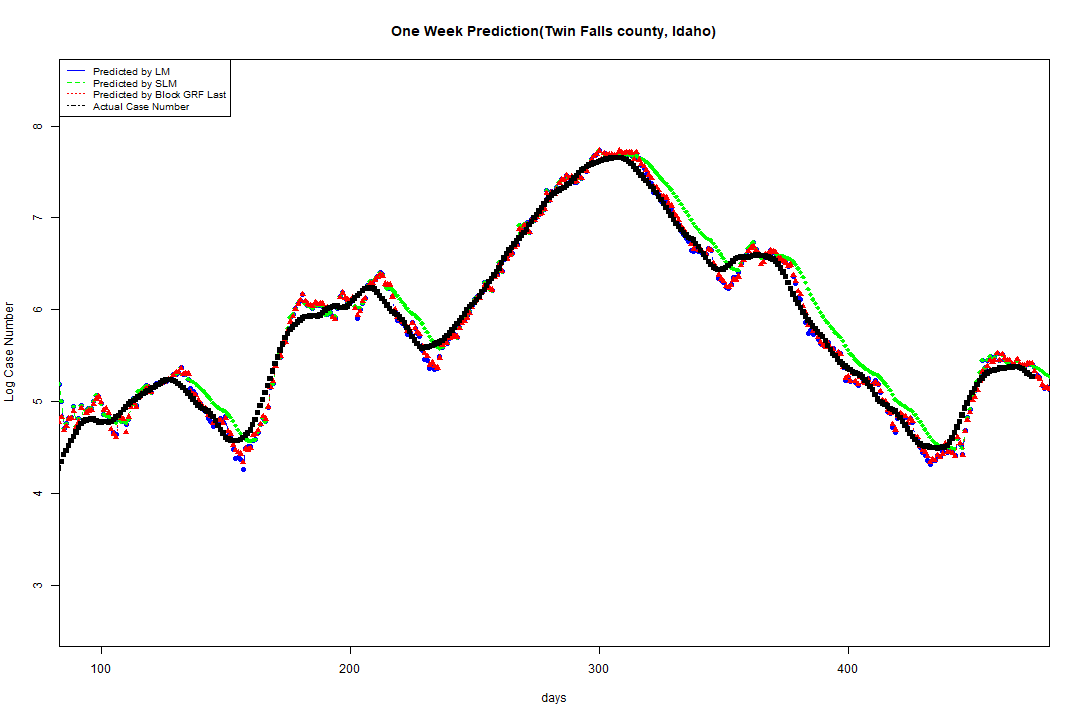 One Week Prediction(Twin Falls county, Idaho)
Predicted by LM
Predicted by SLM
Predicted by Block GRF Last
Actual Case Number
8
7
6
5
4
3
Log Case Number
100 200 300 400
days